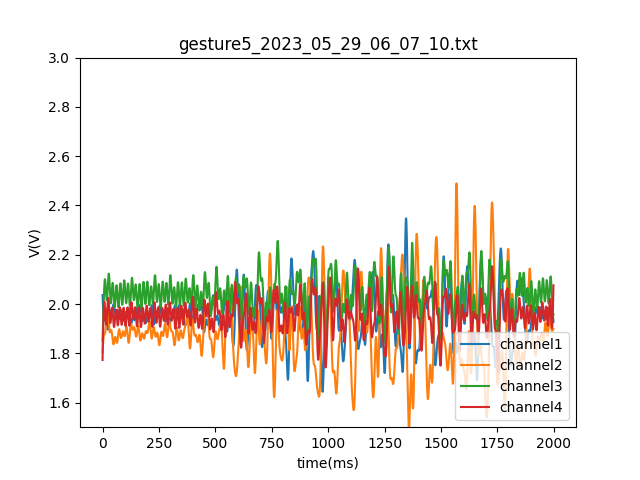 gesture5_2023_05_29_06_07_10.txt
3.0
2.8
2.6
2.4
2.2
2.0
1.8
1.6
V(V)
channel1
channel2
channel3
channel4
0 250 500 750 1000 1250 1500 1750 2000
time(ms)